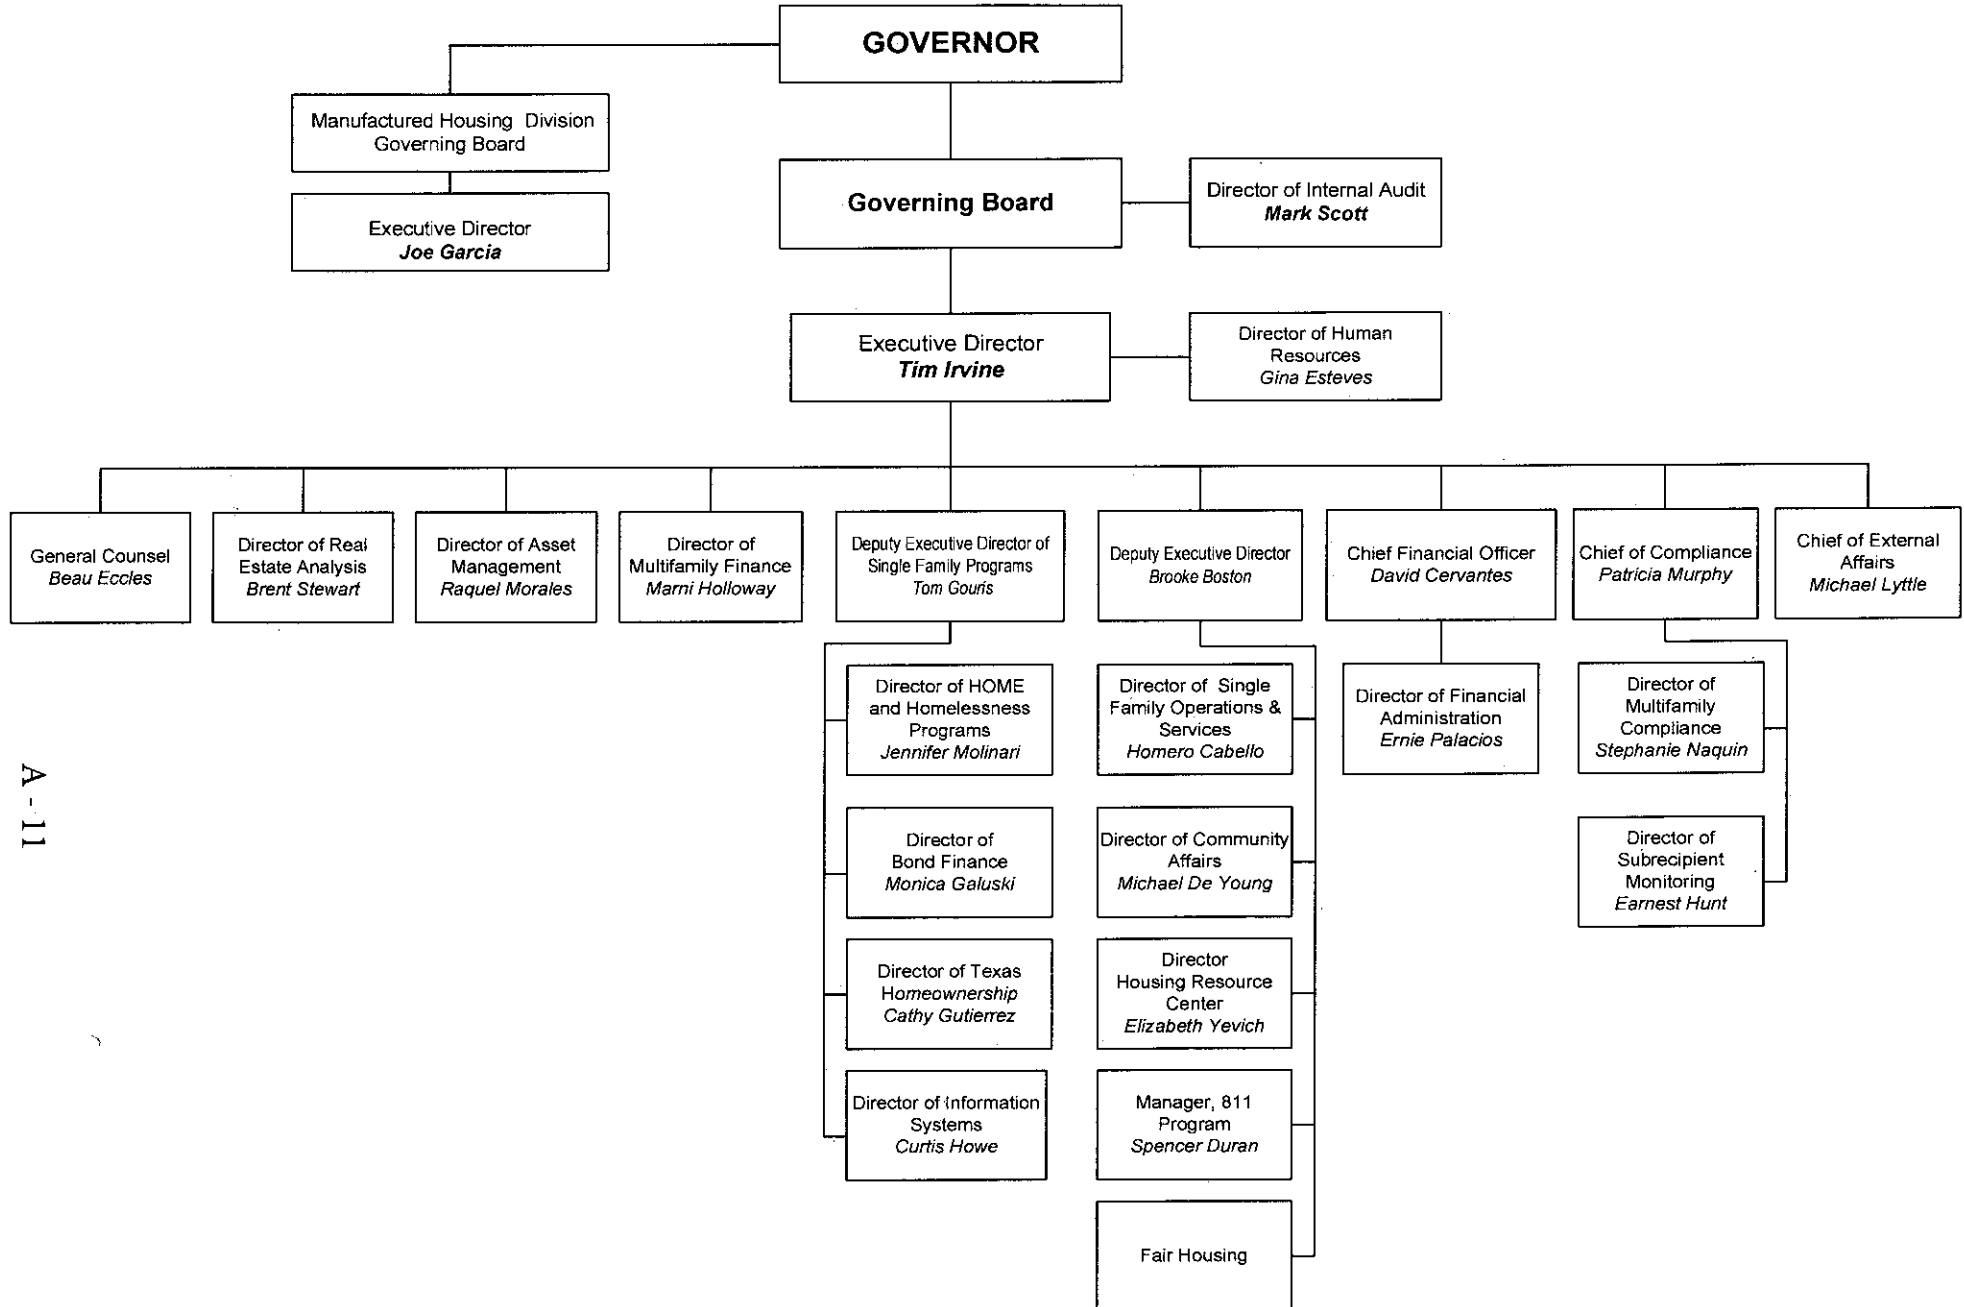 GOVERNOR
Manufactured Housing Division
Governing Board
Executive Director
Joe Garcia
Governing Board
Director of Internal Audit
Mark Scott
Executive Director
Tim Irvine
Director of Human
Resources
Gina Esteves
General Counsel
Beau Eccles
Director of Real
Estate Analysis
Brent Stewart
Director of Asset
Management
Raquel Morales
Director of
Multifamily Finance
Marni Holloway
Deputy Executive Director of
Single Family Programs
Tom Gouris
Deputy Executive Director
Brooke Boston
Chief Financial Officer
David Cervantes
Chief of Compliance
Patricia Murphy
Chief of External
Affairs
Michael Lyttle
Director of HOME
and Homelessness
Programs
Jennifer Molinari
Director of
Bond Finance
Monica Galuski
Director of Texas
Homeownership
Cathy Gutierrez
Director of Information
Systems
Curtis Howe
Director of Single
Family Operations &
Services
Homero Cabello
Director of Community
Affairs
Michael De Young
Director
Housing Resource
Center
Elizabeth Yevich
Manager, 811
Program
Spencer Duran
Fair Housing
Director of Financial
Administration
Ernie Palacios
Director of
Multifamily
Compliance
Stephanie Naquin
Director of
Subrecipient
Monitoring
Earnest Hunt
A - 11